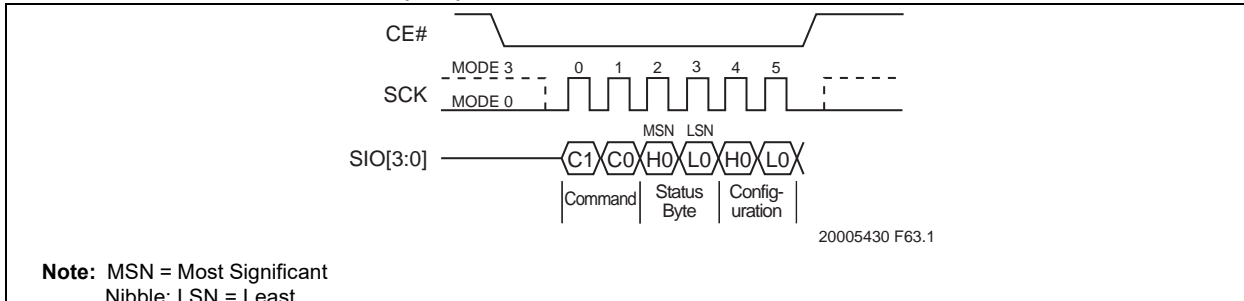 CE#
MODE 3 0 1 2 3 4 5
SCK
MODE 0
MSN LSN
SIO[3:0] C1 C0 H0 L0 H0 L0
Command Status Byte Config-uration
20005430 F63.1
Note: MSN = Most Significant
Nibble; LSN = Least